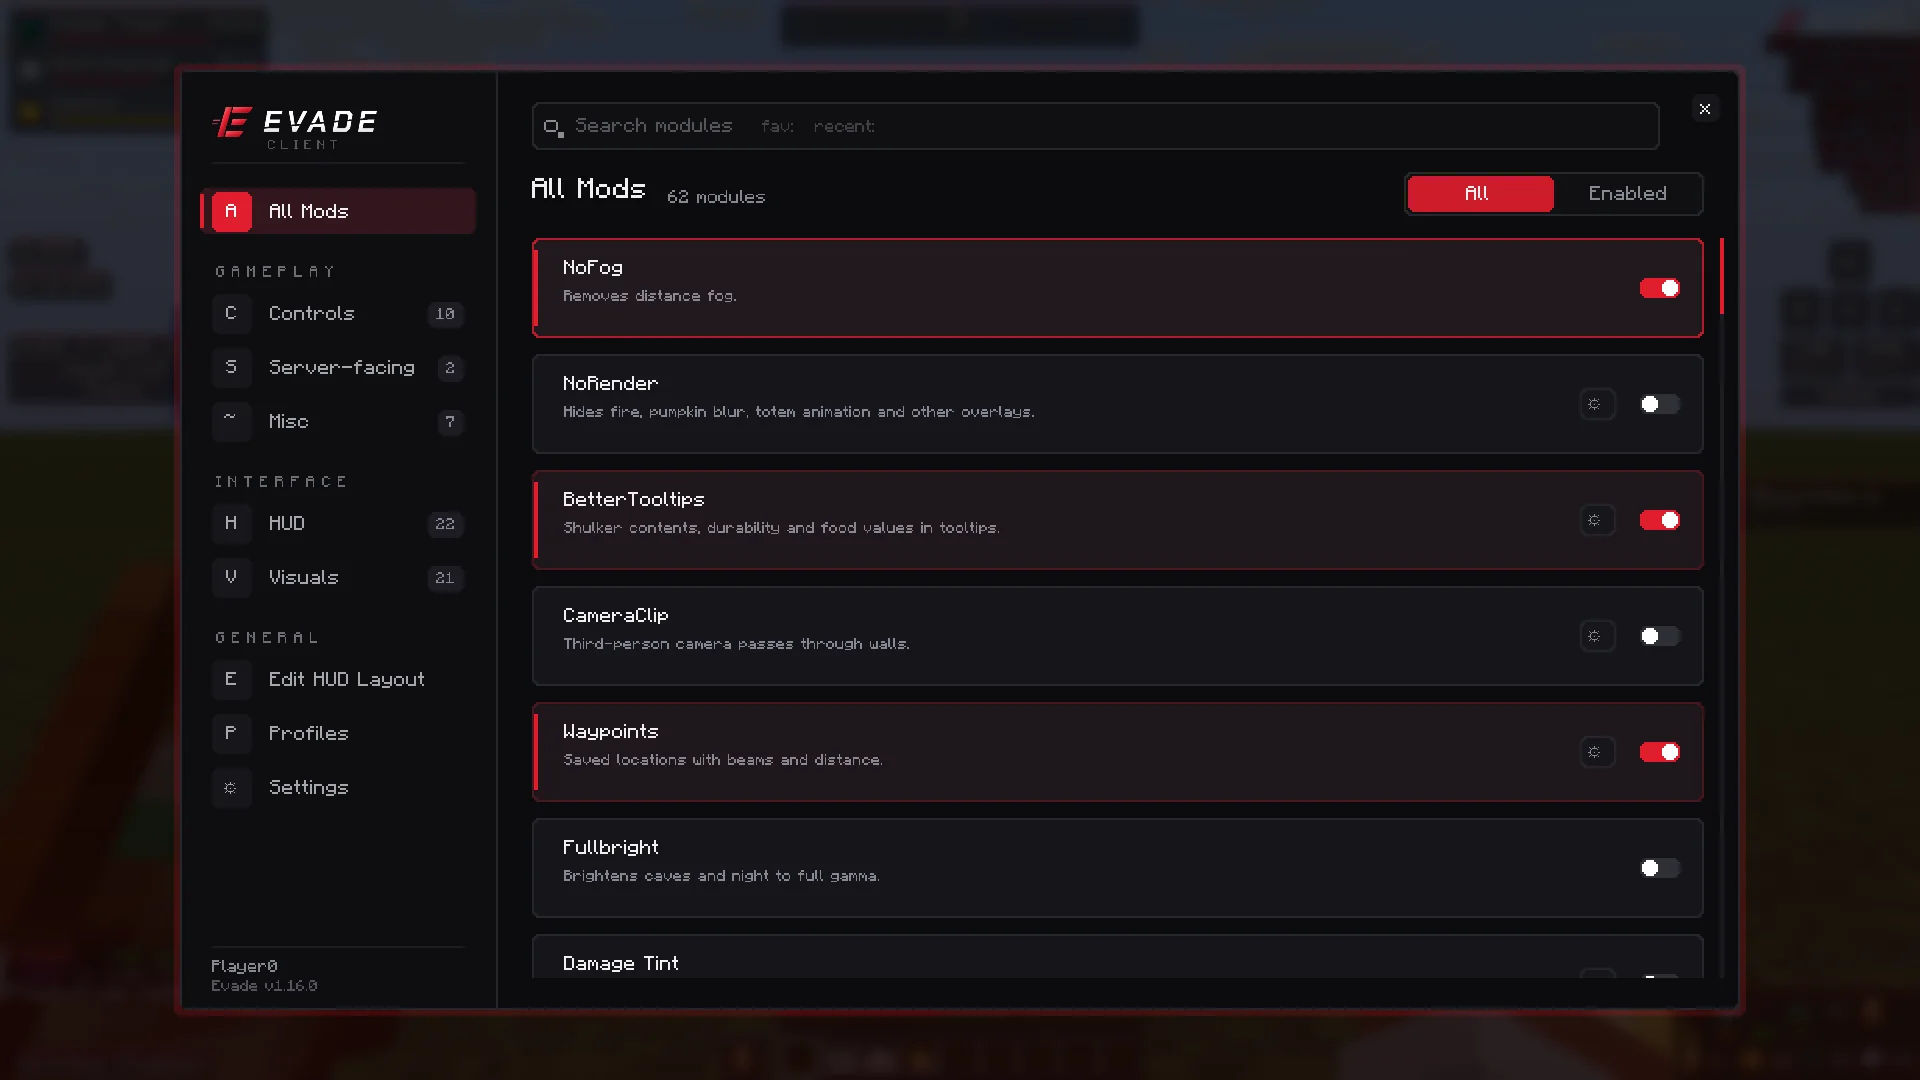 EVADE
CLIENT
A All Mods
GAMEPLAY
C Controls 10
S Server-facing 2
~ Misc 7
INTERFACE
H HUD 22
V Visuals 21
GENERAL
E Edit HUD Layout
P Profiles
Settings
Player0
Evade v1.16.0
Search modules fav: recent:
All Mods 62 modules
All Enabled
NoFog
Removes distance fog.
NoRender
Hides fire, pumpkin blur, totem animation and other overlays.
BetterTooltips
Shulker contents, durability and food values in tooltips.
CameraClip
Third-person camera passes through walls.
Waypoints
Saved locations with beams and distance.
Fullbright
Brightens caves and night to full gamma.
Damage Tint